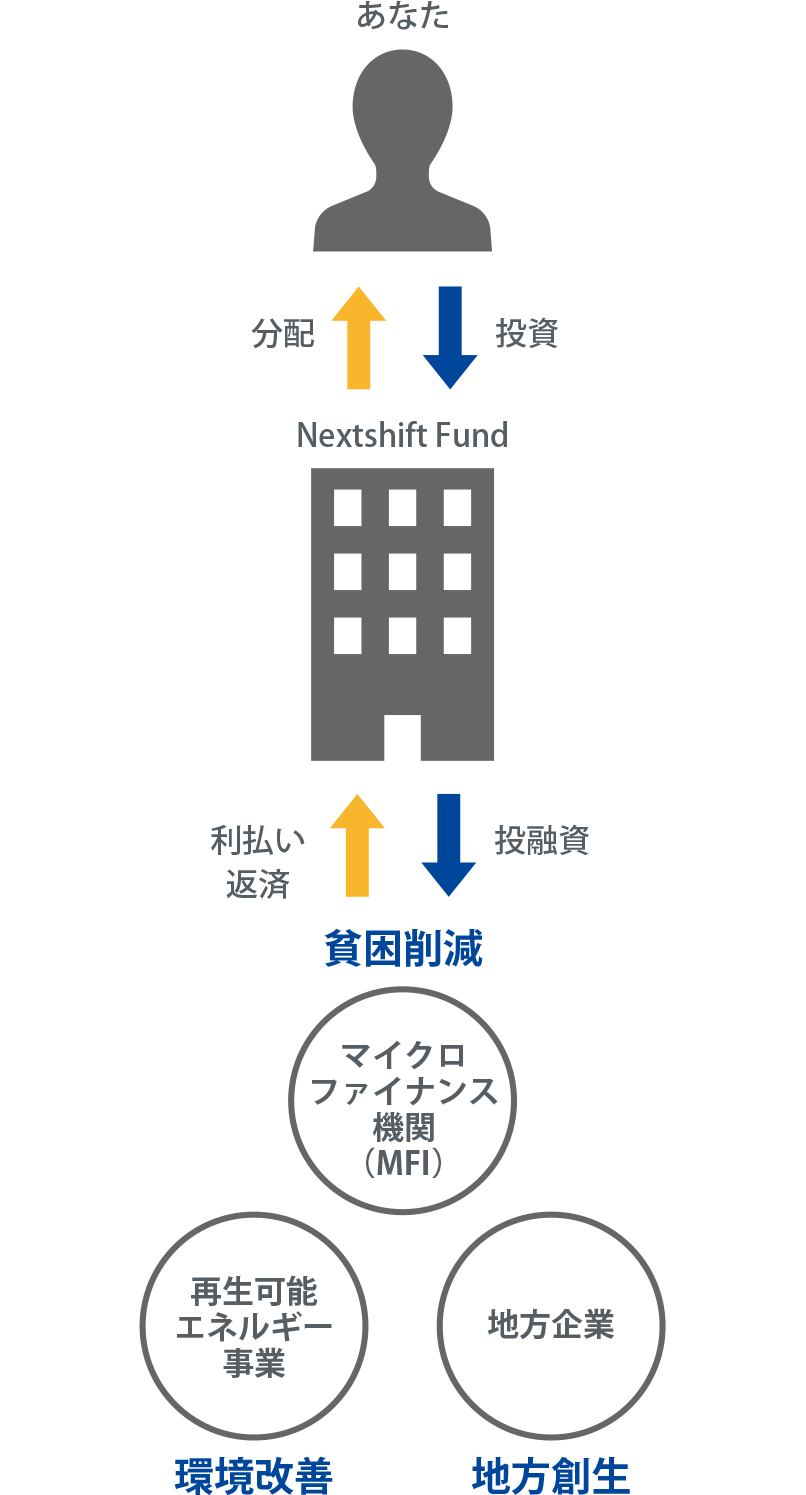 あなた
分配
投資
Nextshift Fund
利払い
返済
投融資
貧困削減
マイクロ
ファイナンス
機関
（MFI）
再生可能
エネルギー
事業
地方企業
環境改善
地方創生